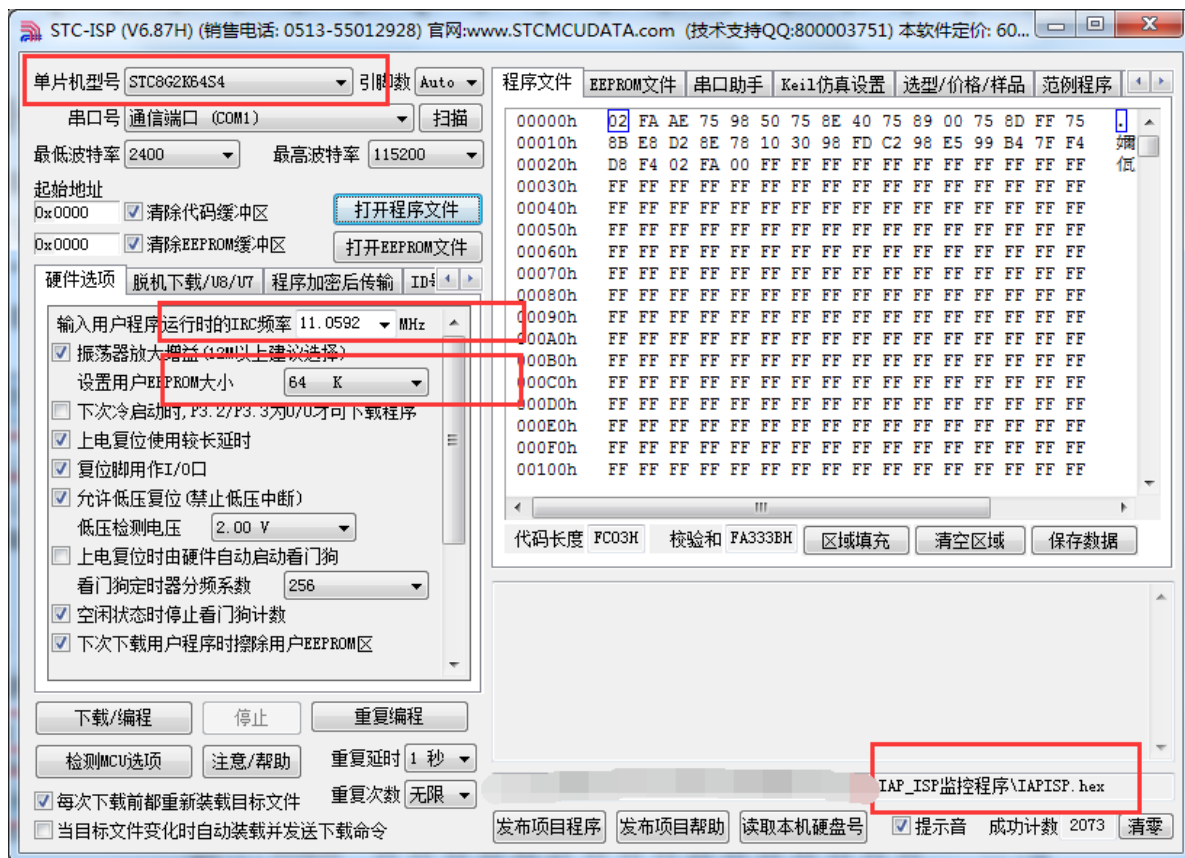 STC-ISP (V6.87H) (销售电话: 0513-55012928) 官网:www.STCMCUDATA.com (技术支持QQ:800003751) 本软件定价: 60...
单片机型号 STC8G2K64S4 引脚数 Auto
串口号 通信端口 (COM1) 扫描
最低波特率 2400 最高波特率 115200
起始地址
0x0000 清除代码缓冲区 打开程序文件
0x0000 清除EEPROM缓冲区 打开EEPROM文件
硬件选项 脱机下载/U8/U7 程序加密后传输
输入用户程序运行时的IRC频率 11.0592 MHz
振荡器放大增益(12M以上建议选择)
设置用户EEPROM大小 64 K
下次冷启动时,P3.2/P3.3为0/0才可下载程序
上电复位使用较长延时
复位脚用作I/O口
允许低压复位(禁止低压中断)
低压检测电压 2.00 V
上电复位时由硬件自动启动看门狗
看门狗定时器分频系数 256
空闲状态时停止看门狗计数
下次下载用户程序时擦除用户EEPROM区
下载/编程 停止 重复编程
检测MCU选项 注意/帮助 重复延时 1 秒
每次下载前都重新装载目标文件 重复次数 无限
当目标文件变化时自动装载并发送下载命令
程序文件 EEPROM文件 串口助手 Keil仿真设置 选型/价格/样品 范例程序
00000h 02 FA AE 75 98 50 75 8E 40 75 89 00 75 8D FF 75 .
00010h 8B E8 D2 8E 78 10 30 98 FD C2 98 E5 99 B4 7F F4
00020h D8 F4 02 FA 00 FF FF FF FF FF FF FF FF FF FF FF
00030h FF FF FF FF FF FF FF FF FF FF FF FF FF FF FF FF
00040h FF FF FF FF FF FF FF FF FF FF FF FF FF FF FF FF
00050h FF FF FF FF FF FF FF FF FF FF FF FF FF FF FF FF
00060h FF FF FF FF FF FF FF FF FF FF FF FF FF FF FF FF
00070h FF FF FF FF FF FF FF FF FF FF FF FF FF FF FF FF
00080h FF FF FF FF FF FF FF FF FF FF FF FF FF FF FF FF
00090h FF FF FF FF FF FF FF FF FF FF FF FF FF FF FF FF
000A0h FF FF FF FF FF FF FF FF FF FF FF FF FF FF FF FF
000B0h FF FF FF FF FF FF FF FF FF FF FF FF FF FF FF FF
000C0h FF FF FF FF FF FF FF FF FF FF FF FF FF FF FF FF
000D0h FF FF FF FF FF FF FF FF FF FF FF FF FF FF FF FF
000E0h FF FF FF FF FF FF FF FF FF FF FF FF FF FF FF FF
000F0h FF FF FF FF FF FF FF FF FF FF FF FF FF FF FF FF
00100h FF FF FF FF FF FF FF FF FF FF FF FF FF FF FF FF
代码长度 FC03H 校验和 FA333BH 区域填充 清空区域 保存数据
IAP_ISP监控程序\IAPISP.hex
发布项目程序 发布项目帮助 读取本机硬盘号 提示音 成功计数 2073 清零